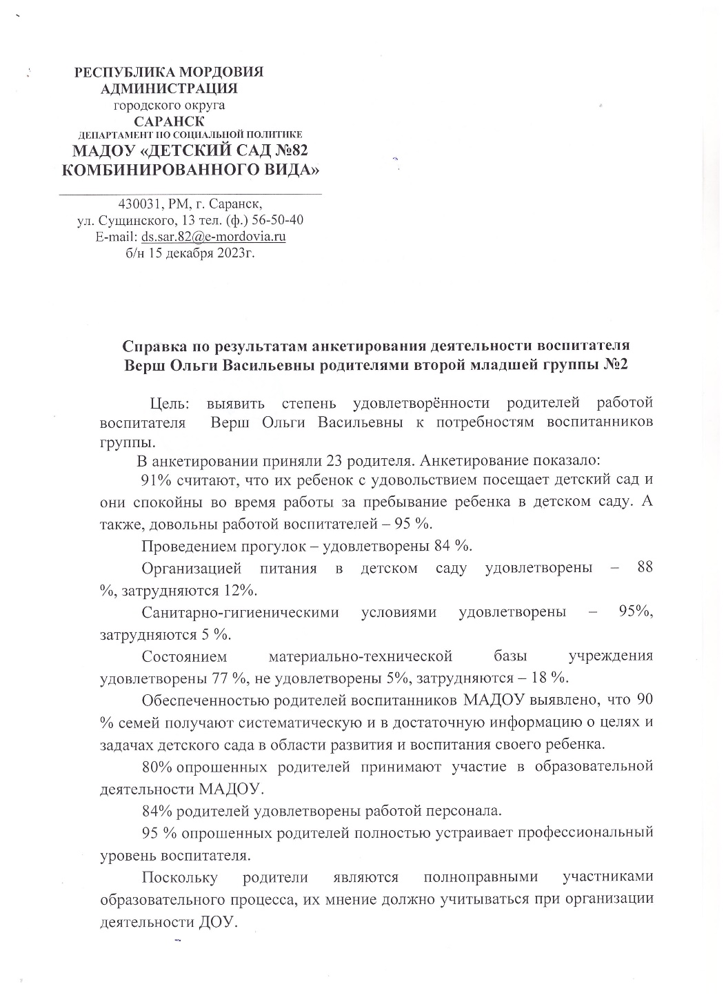 РЕСПУБЛИКА МОРДОВИЯ
АДМИНИСТРАЦИЯ
городского округа
САРАНСК
ДЕПАРТАМЕНТ ПО СОЦИАЛЬНОЙ ПОЛИТИКЕ
МАДОУ «ДЕТСКИЙ САД №82
КОМБИНИРОВАННОГО ВИДА»
430031, РМ, г. Саранск,
ул. Сущинского, 13 тел. (ф.) 56-50-40
E-mail: ds.sar.82@e-mordovia.ru
б/н 15 декабря 2023г.
Справка по результатам анкетирования деятельности воспитателя
Верш Ольги Васильевны родителями второй младшей группы №2
Цель: выявить степень удовлетворённости родителей работой
воспитателя Верш Ольги Васильевны к потребностям воспитанников
группы.
В анкетировании приняли 23 родителя. Анкетирование показало:
91% считают, что их ребенок с удовольствием посещает детский сад и
они спокойны во время работы за пребывание ребенка в детском саду. А
также, довольны работой воспитателей – 95 %.
Проведением прогулок – удовлетворены 84 %.
Организацией питания в детском саду удовлетворены – 88
%, затрудняются 12%.
Санитарно-гигиеническими условиями удовлетворены – 95%,
затрудняются 5 %.
Состоянием материально-технической базы учреждения
удовлетворены 77 %, не удовлетворены 5%, затрудняются – 18 %.
Обеспеченностью родителей воспитанников МАДОУ выявлено, что 90
% семей получают систематическую и в достаточную информацию о целях и
задачах детского сада в области развития и воспитания своего ребенка.
80% опрошенных родителей принимают участие в образовательной
деятельности МАДОУ.
84% родителей удовлетворены работой персонала.
95 % опрошенных родителей полностью устраивает профессиональный
уровень воспитателя.
Поскольку родители являются полноправными участниками
образовательного процесса, их мнение должно учитываться при организации
деятельности ДОУ.